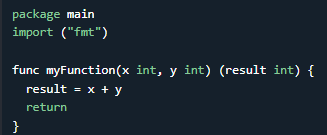 package main
import ("fmt")

func myFunction(x int, y int) (result int) {
  result = x + y
  return
}